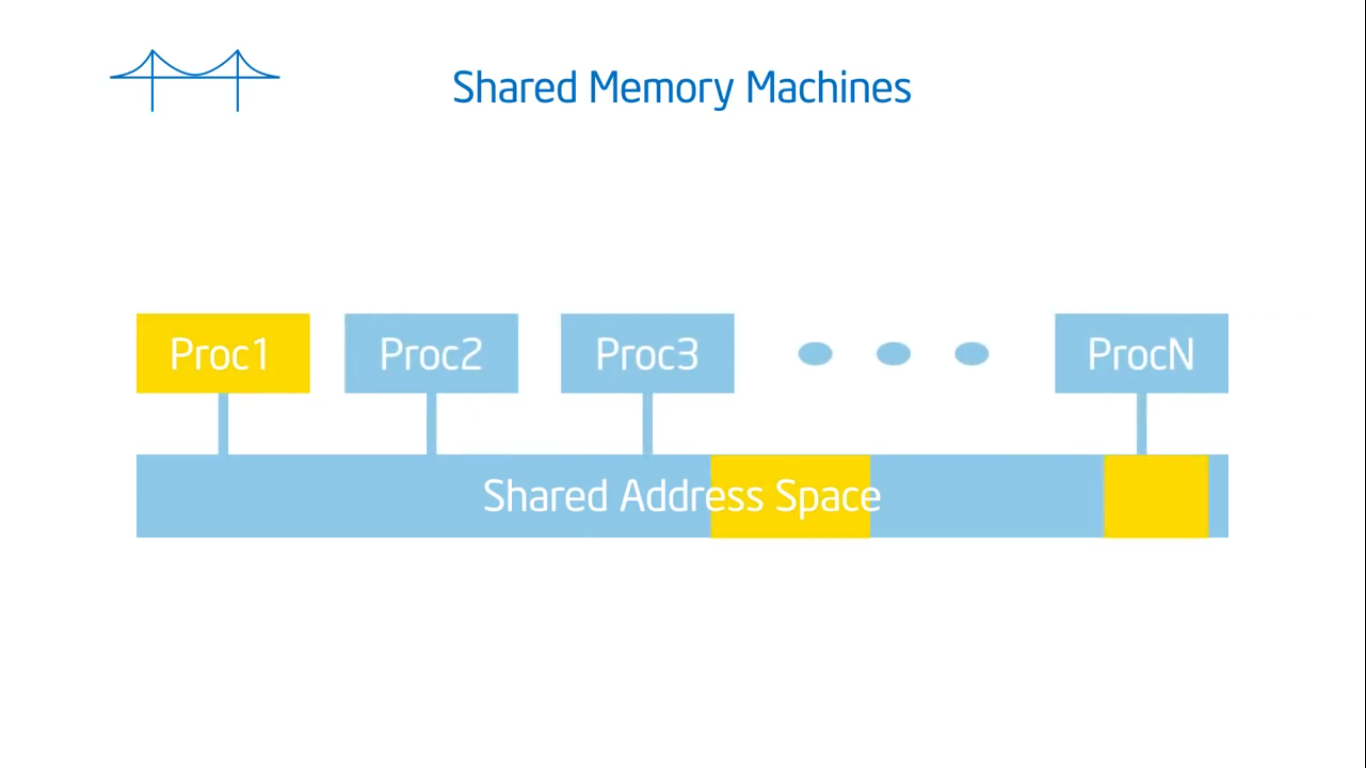 Shared Memory Machines
Proc1 Proc2 Proc3 ProcN
Shared Address Space